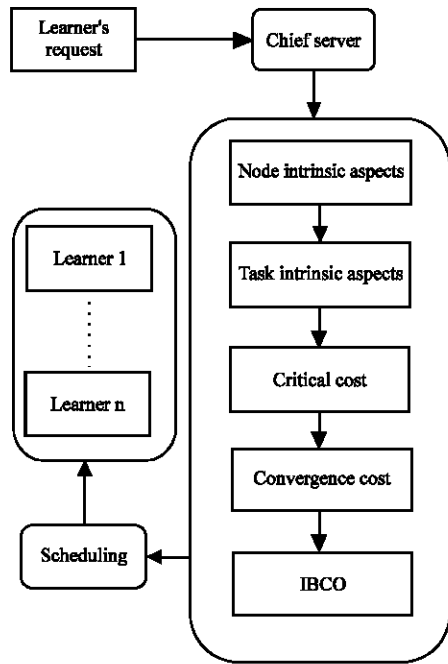 Learner's
request
Chief server
Node intrinsic aspects
Task intrinsic aspects
Critical cost
Convergence cost
IBCO
Scheduling
Learner 1
Learner n